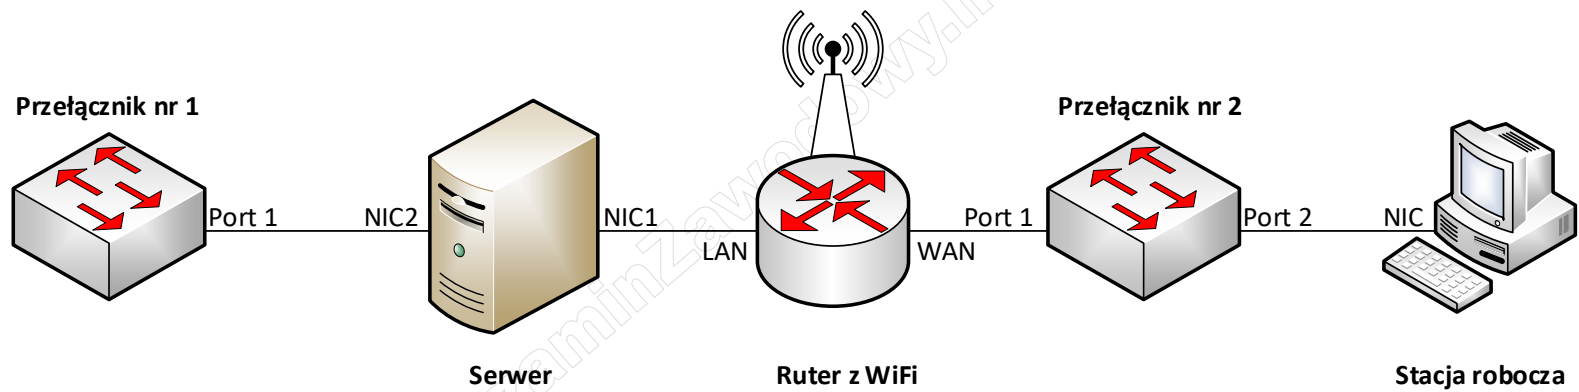 Przełącznik nr 1
Przełącznik nr 2
Port 1
NIC2
NIC1
LAN
WAN
Port 1
Port 2
NIC
Serwer
Ruter z WiFi
Stacja robocza